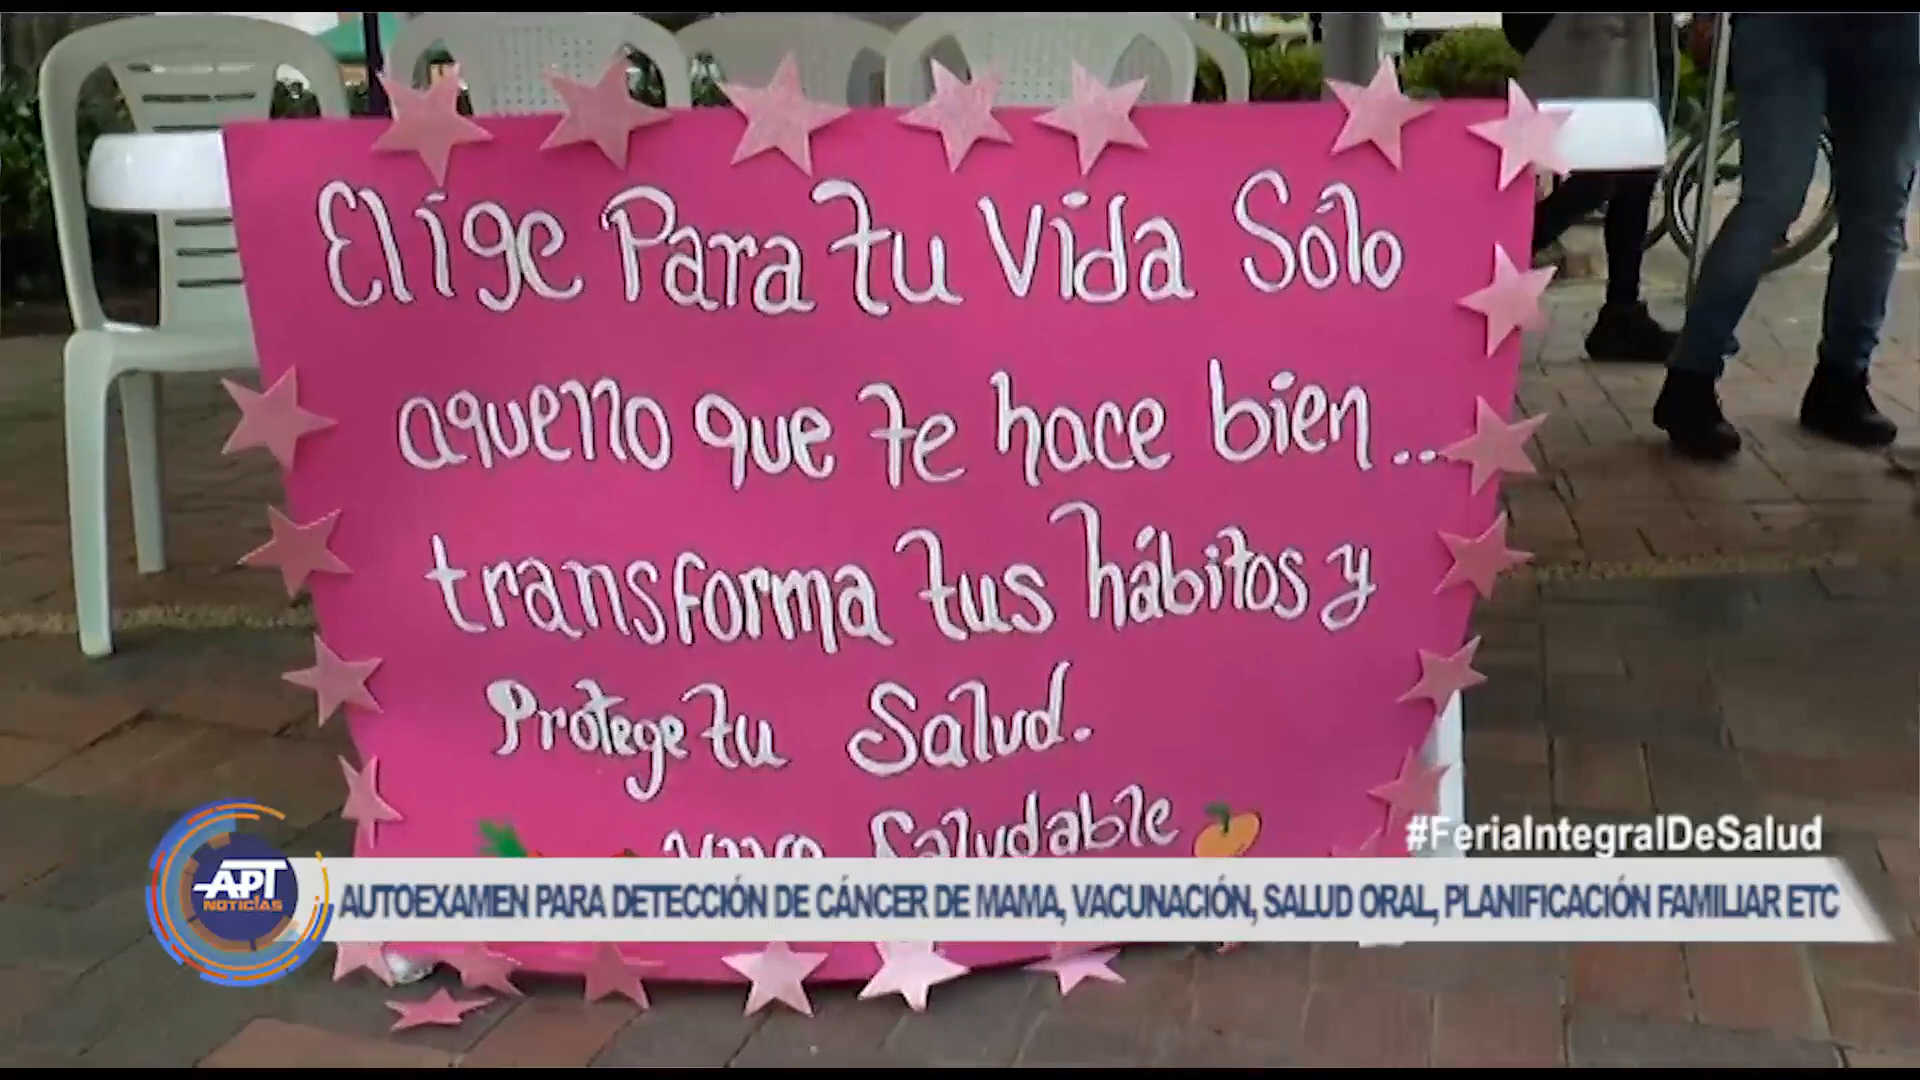 Elige Para tu Vida Sólo
aquello que te hace bien...
transforma tus hábitos y
Protege tu Salud.
Saludable
#FeriaIntegralDeSalud
APT
NOTICIAS
AUTOEXAMEN PARA DETECCIÓN DE CÁNCER DE MAMA, VACUNACIÓN, SALUD ORAL, PLANIFICACIÓN FAMILIAR ETC